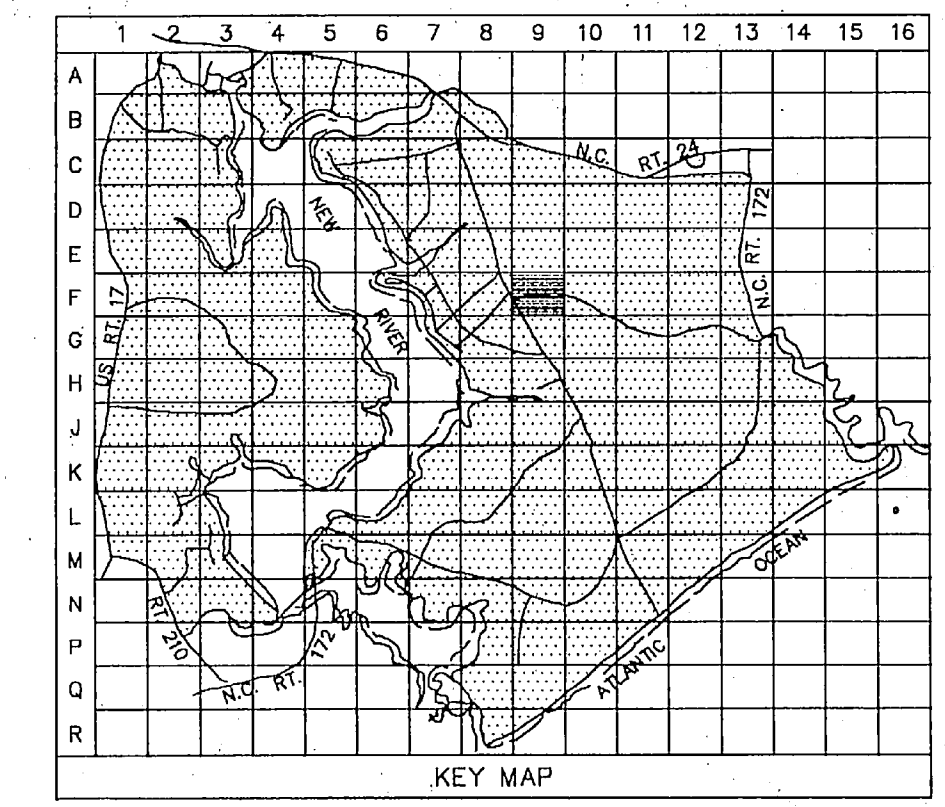 1 2 3 4 5 6 7 8 9 10 11 12 13 14 15 16
A
B
C
D
E
F
G
H
J
K
L
M
N
P
Q
R
N.C. RT. 24
N.C. RT. 172
NEW
RIVER
US RT 17
RT. 210
N.C. RT. 172
ATLANTIC OCEAN
KEY MAP